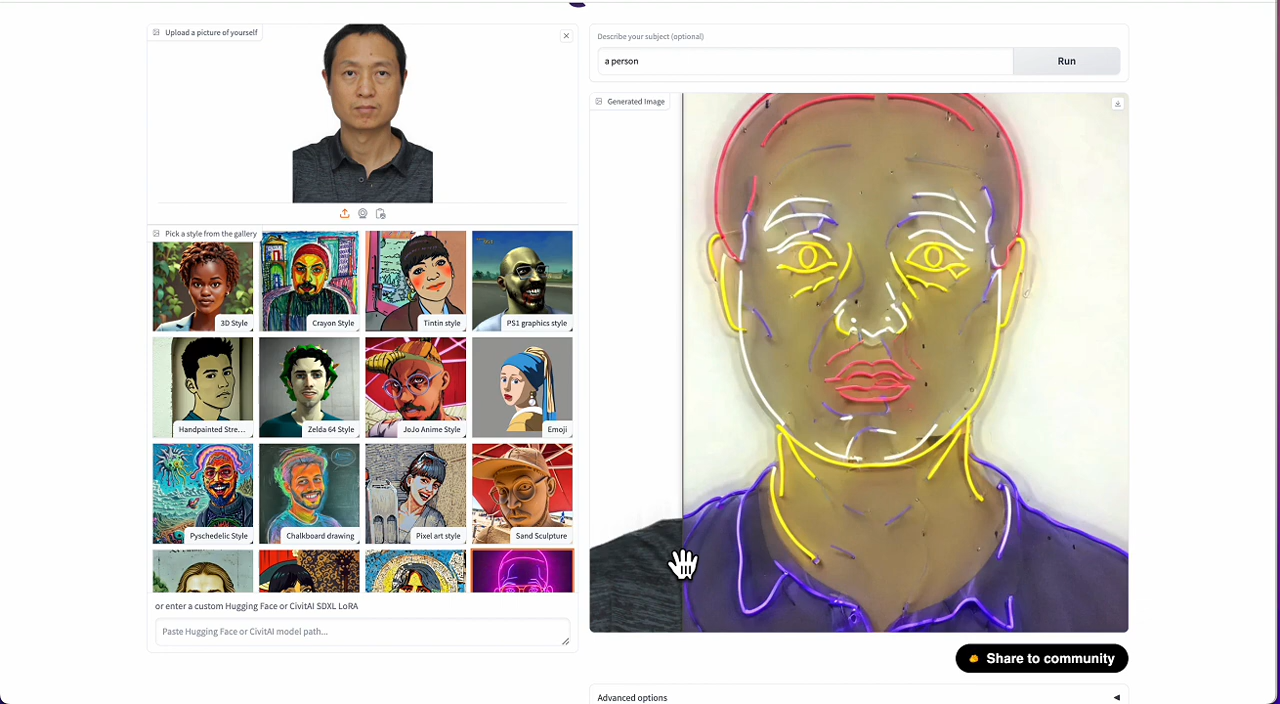 Upload a picture of yourself
Describe your subject (optional)
a person
Run
Generated Image
Pick a style from the gallery
3D Style
Crayon Style
Tintin style
PS1 graphics style
Handpainted Stre...
Zelda 64 Style
JoJo Anime Style
Emoji
Pyschedelic Style
Chalkboard drawing
Pixel art style
Sand Sculpture
or enter a custom Hugging Face or CivitAI SDXL LoRA
Paste Hugging Face or CivitAI model path...
Share to community
Advanced options